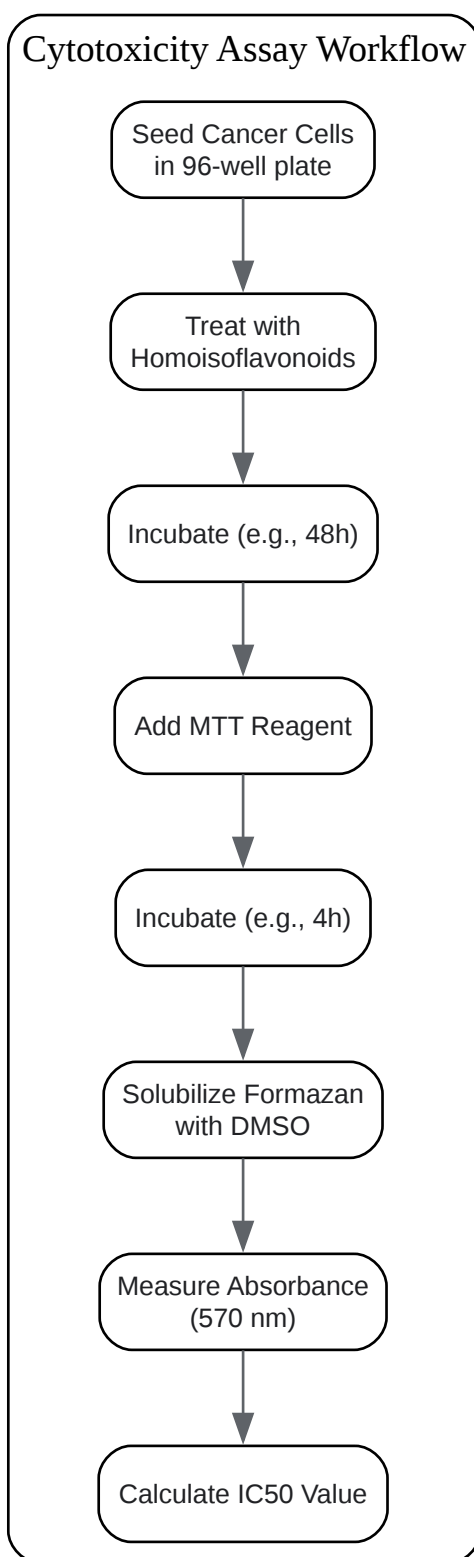 Cytotoxicity Assay Workflow
Seed Cancer Cells
in 96-well plate
Treat with
Homoisoflavonoids
Incubate (e.g., 48h)
Add MTT Reagent
Incubate (e.g., 4h)
Solubilize Formazan
with DMSO
Measure Absorbance
(570 nm)
Calculate IC50 Value